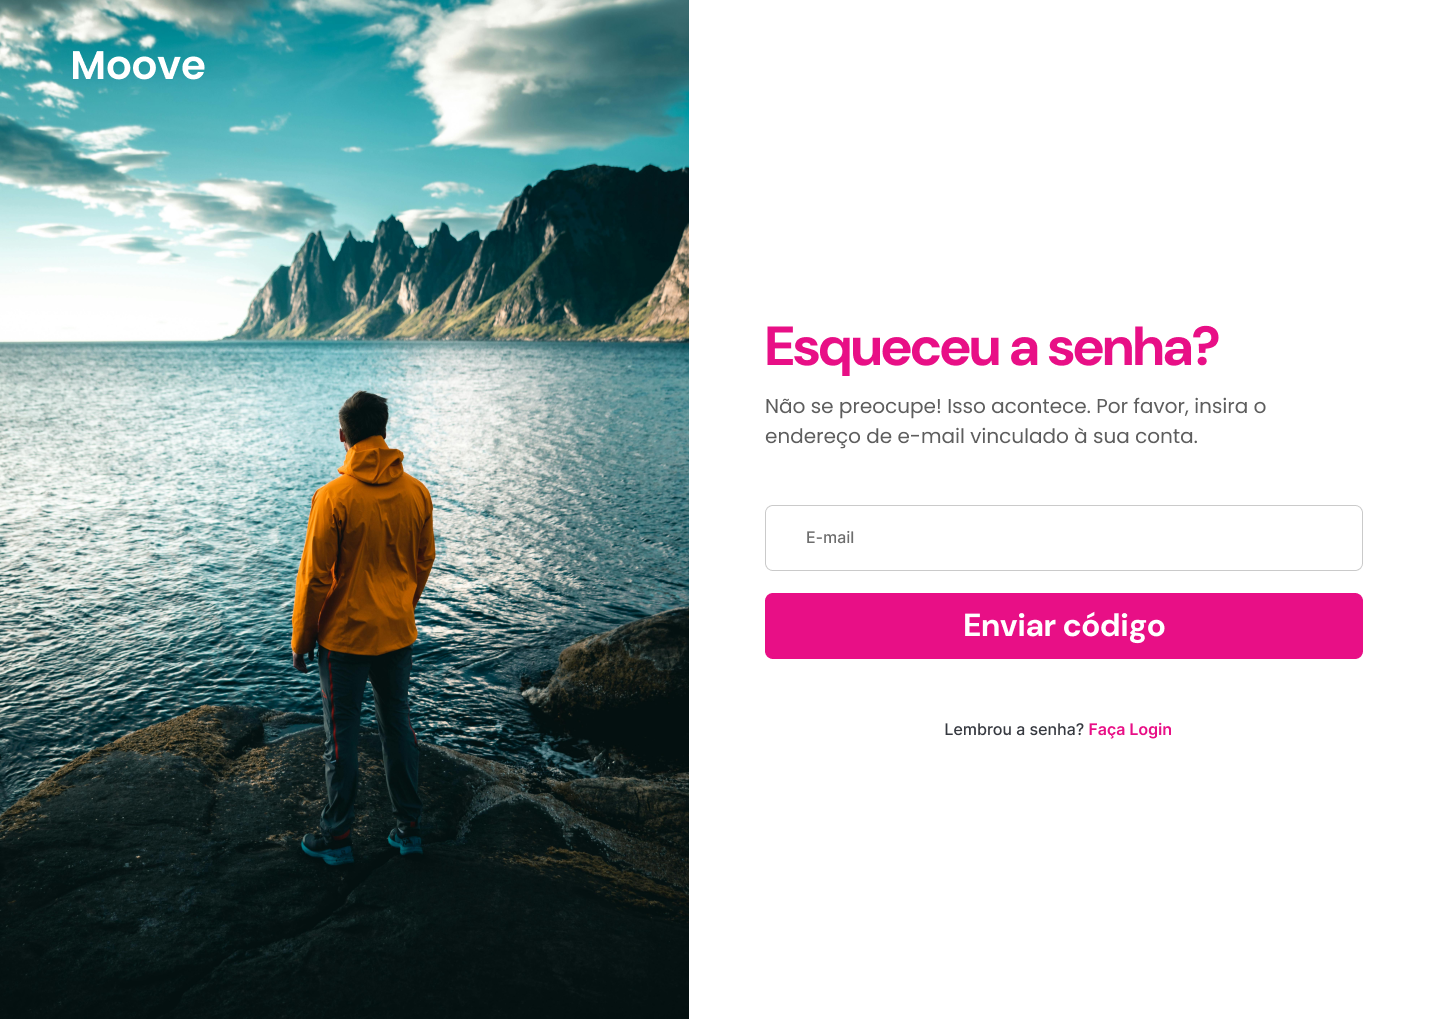 Moove
Esqueceu a senha?
Não se preocupe! Isso acontece. Por favor, insira o
endereço de e-mail vinculado à sua conta.
E-mail
Enviar código
Lembrou a senha? Faça Login